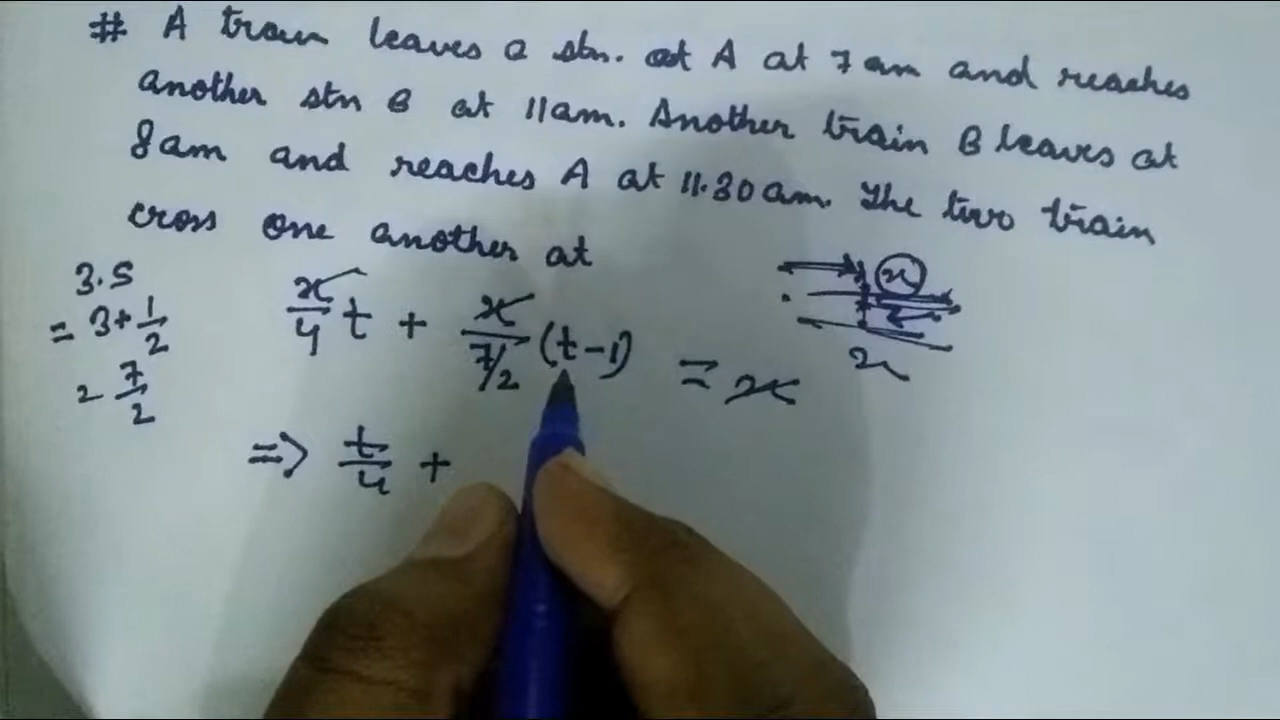 # A train leaves a stn. at A at 7 am and reaches
another stn B at 11am. Another train B leaves at
8am and reaches A at 11.30 am. The two train
cross one another at
3.5
= 3+1/2
= 7/2
x/4 t + x/7/2 (t-1) = x
x
x
=> t/4 +